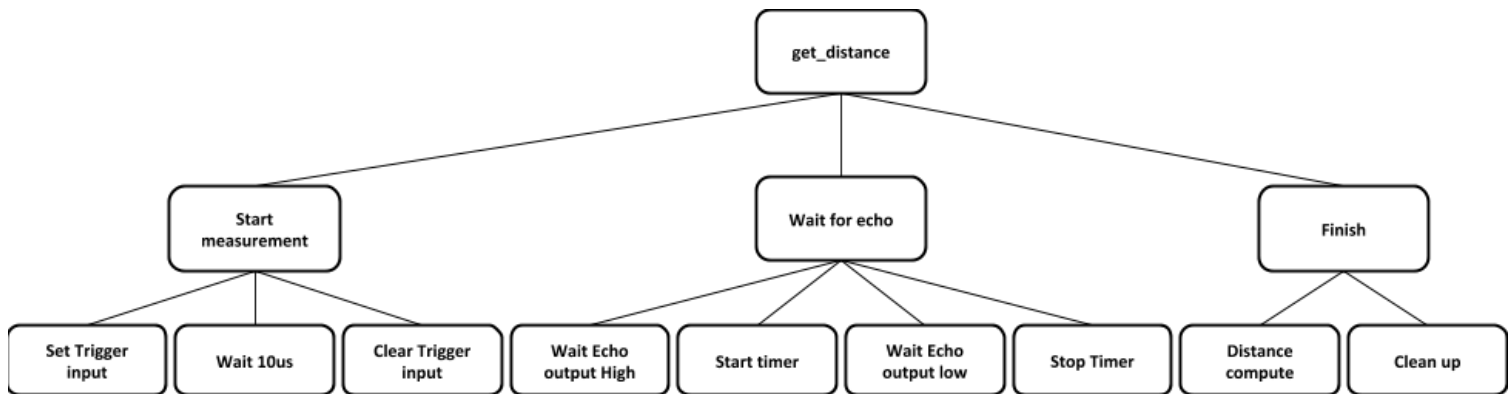 get_distance
Start
measurement
Wait for echo
Finish
Set Trigger
input
Wait 10us
Clear Trigger
input
Wait Echo
output High
Start timer
Wait Echo
output low
Stop Timer
Distance
compute
Clean up